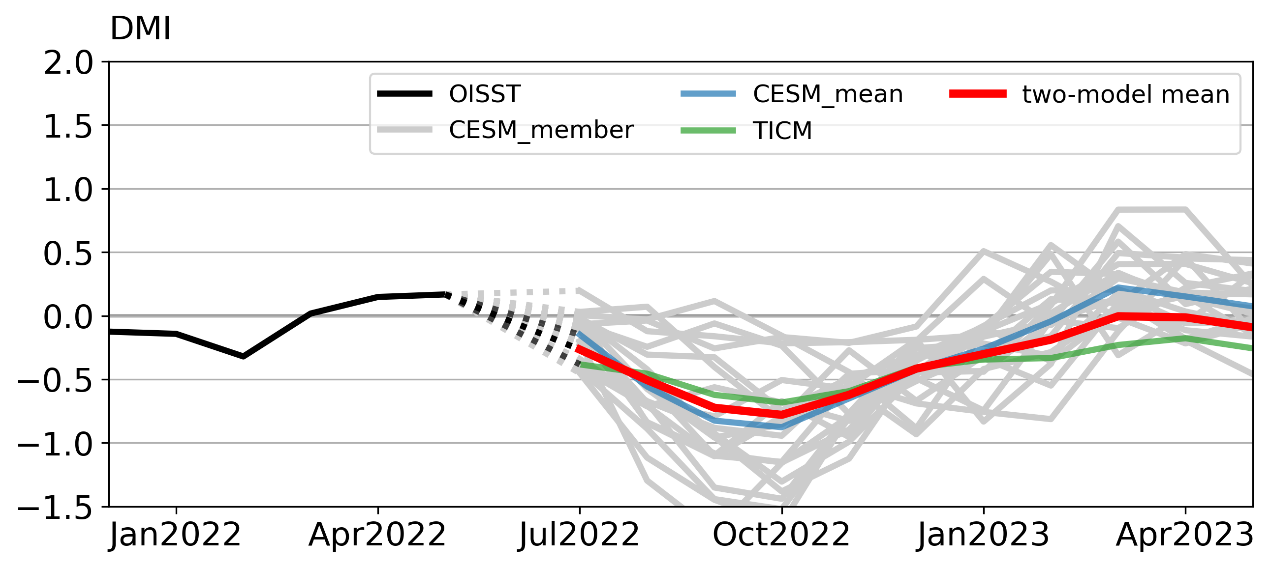 DMI
2.0
1.5
1.0
0.5
0.0
−0.5
−1.0
−1.5
OISST
CESM_member
CESM_mean
TICM
two-model mean
Jan2022 Apr2022 Jul2022 Oct2022 Jan2023 Apr2023